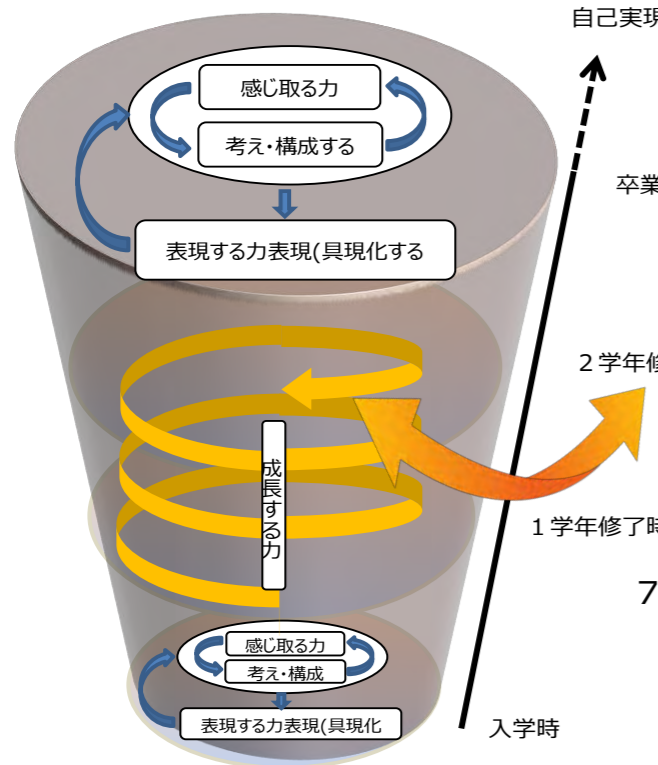 自己実現
感じ取る力
考え・構成する
卒業
表現する力表現(具現化する
２学年修
成長する力
１学年修了時
7
感じ取る力
考え・構成
表現する力表現(具現化
入学時